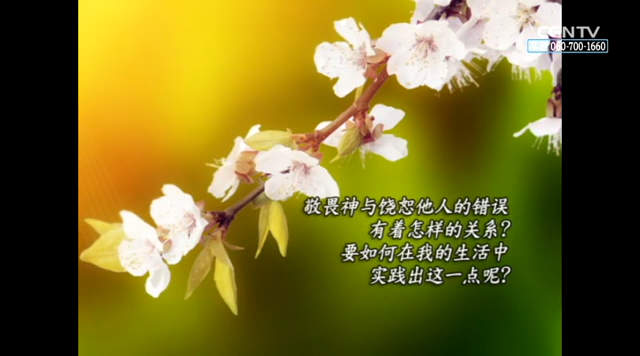 CGNTV
060-700-1660
敬畏神与饶恕他人的错误
有着怎样的关系?
要如何在我的生活中
实践出这一点呢?